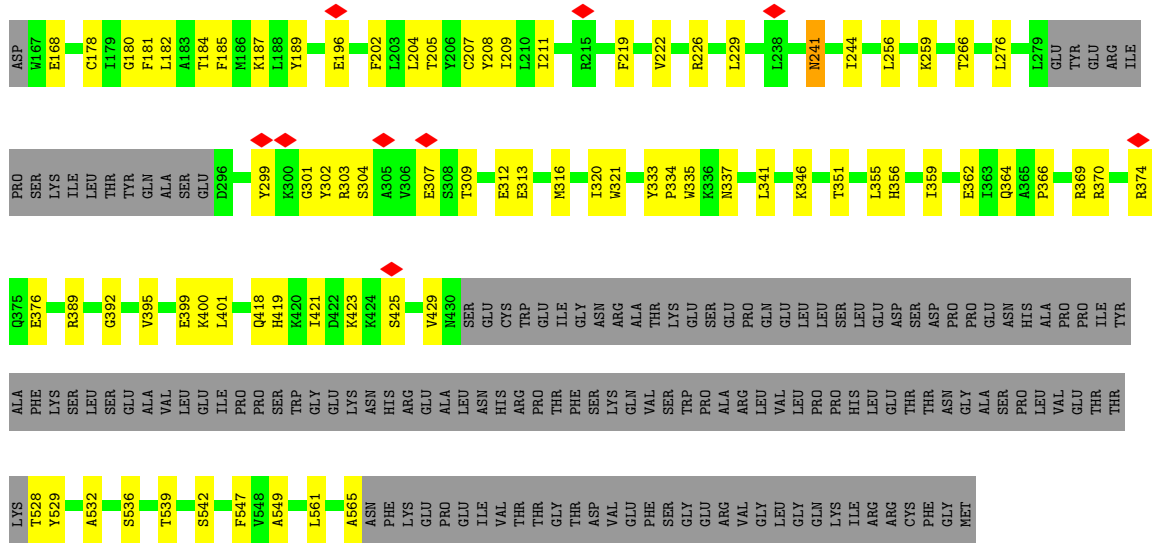 ASP W167 E168 C178 I179 G180 F181 L182 A183 T184 F185 M186 K187 L188 Y189 E196 F202 L203 L204 T205 Y206 C207 Y208 I209 L210 I211 R215 F219 V222 R226 L229 L238 N241 I244 L256 K259 T266 L276 L279 GLU TYR GLU ARG ILE
PRO SER LYS ILE LEU THR TYR GLN ALA SER GLU D296 Y299 K300 G301 Y302 R303 S304 A305 V306 E307 S308 T309 E312 E313 M316 I320 W321 Y333 P334 W335 K336 N337 L341 K346 T351 L355 H356 I359 E362 I363 Q364 A365 P366 R369 R370 R374
Q375 E376 R389 G392 V395 E399 K400 L401 Q418 H419 K420 I421 D422 K423 K424 S425 V429 N430 SER GLU CYS TRP GLU ILE GLY ASN ARG ALA THR LYS GLU SER GLU PRO GLN GLU LEU LEU SER LEU GLU ASP SER ASP PRO PRO GLU ASN HIS ALA PRO PRO ILE TYR
ALA PHE LYS SER LEU SER GLU ALA VAL LEU GLU ILE PRO PRO SER TRP GLY GLU LYS ASN HIS ARG GLU ALA LEU ASN HIS ARG PRO THR PHE SER LYS GLN VAL SER TRP PRO ALA ARG LEU VAL LEU PRO PRO HIS LEU GLU THR THR ASN GLY ALA SER PRO LEU VAL GLU THR THR
LYS T528 Y529 A532 S536 T539 S542 F547 V548 A549 L561 A565 ASN PHE LYS GLU PRO GLU ILE VAL THR THR GLY THR ASP VAL GLU PHE SER GLY GLU ARG VAL GLY LEU GLY GLN LYS ILE ARG ARG CYS PHE GLY MET